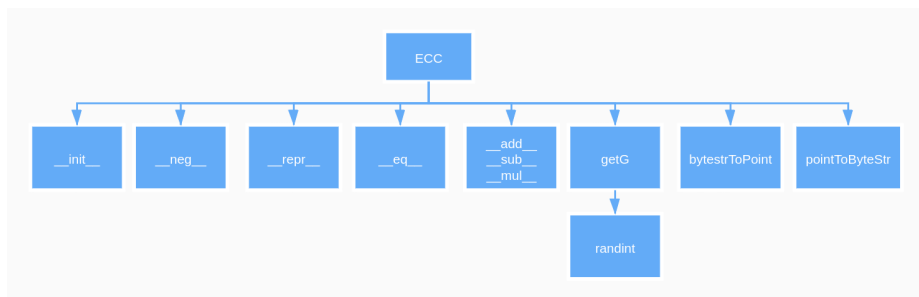 ECC
__init__
__neg__
__repr__
__eq__
__add__
__sub__
__mul__
getG
bytestrToPoint
pointToByteStr
randint